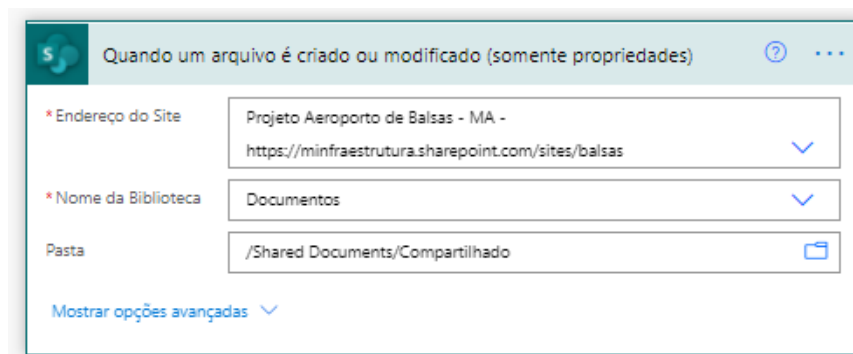 S
Quando um arquivo é criado ou modificado (somente propriedades)
? ...
* Endereço do Site
Projeto Aeroporto de Balsas - MA -
https://minfraestrutura.sharepoint.com/sites/balsas
* Nome da Biblioteca
Documentos
Pasta
/Shared Documents/Compartilhado
Mostrar opções avançadas